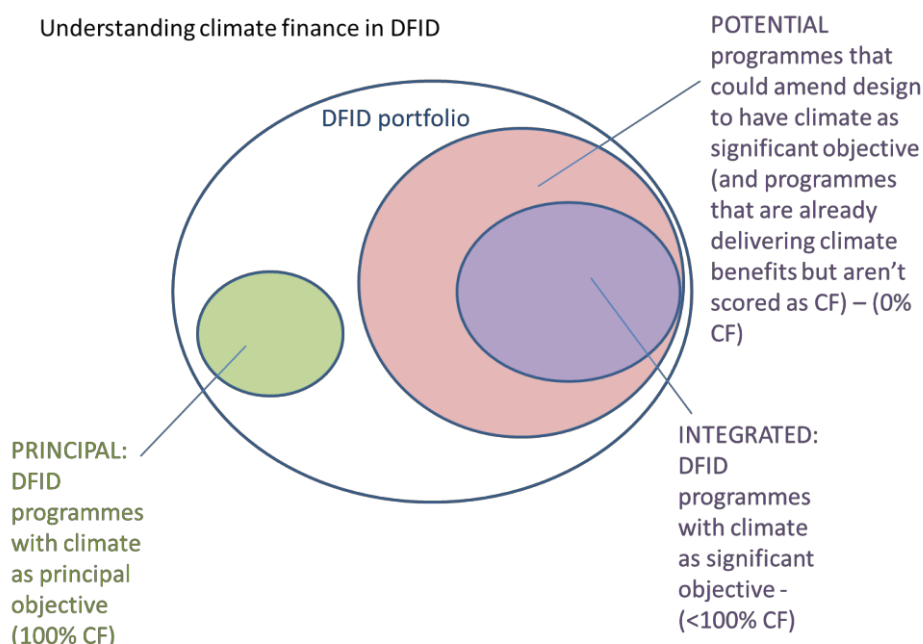 Understanding climate finance in DFID
DFID portfolio
POTENTIAL
programmes that
could amend design
to have climate as
significant objective
(and programmes
that are already
delivering climate
benefits but aren’t
scored as CF) – (0%
CF)
PRINCIPAL:
DFID
programmes
with climate
as principal
objective
(100% CF)
INTEGRATED:
DFID
programmes
with climate
as significant
objective -
(<100% CF)